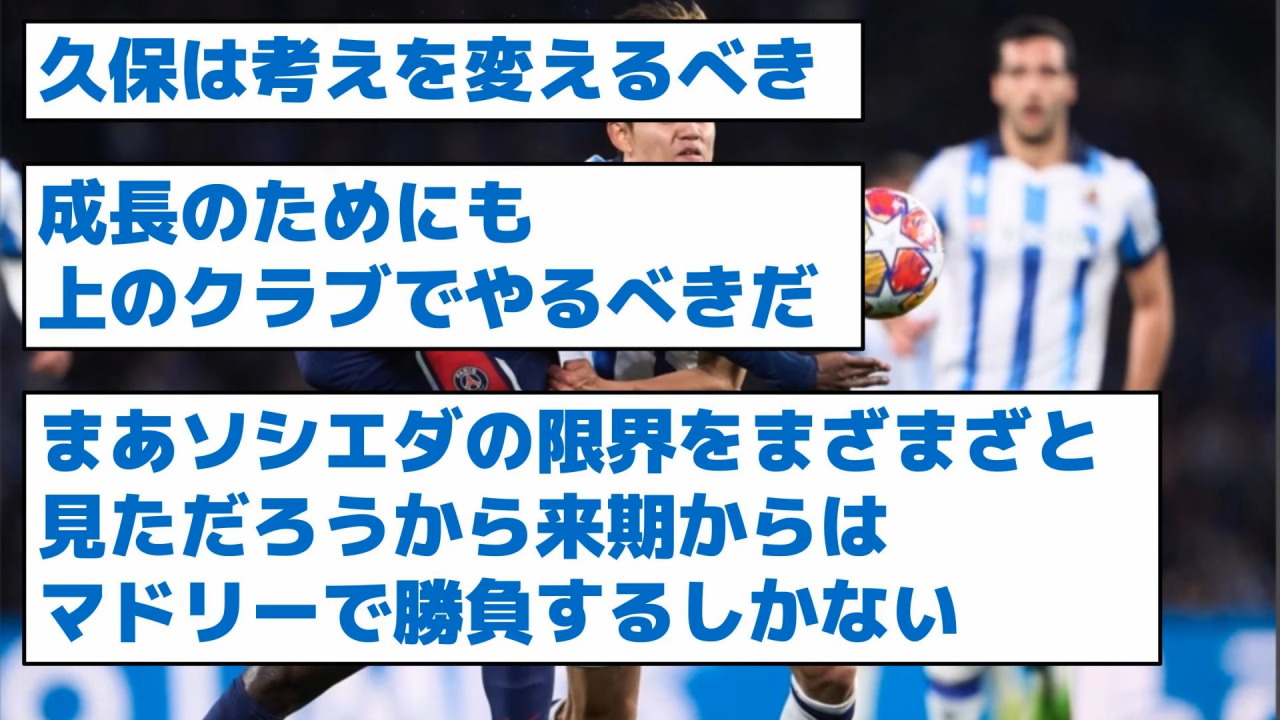 久保は考えを変えるべき
成長のためにも
上のクラブでやるべきだ
まあソシエダの限界をまざまざと
見ただろうから来期からは
マドリーで勝負するしかない
PARIS